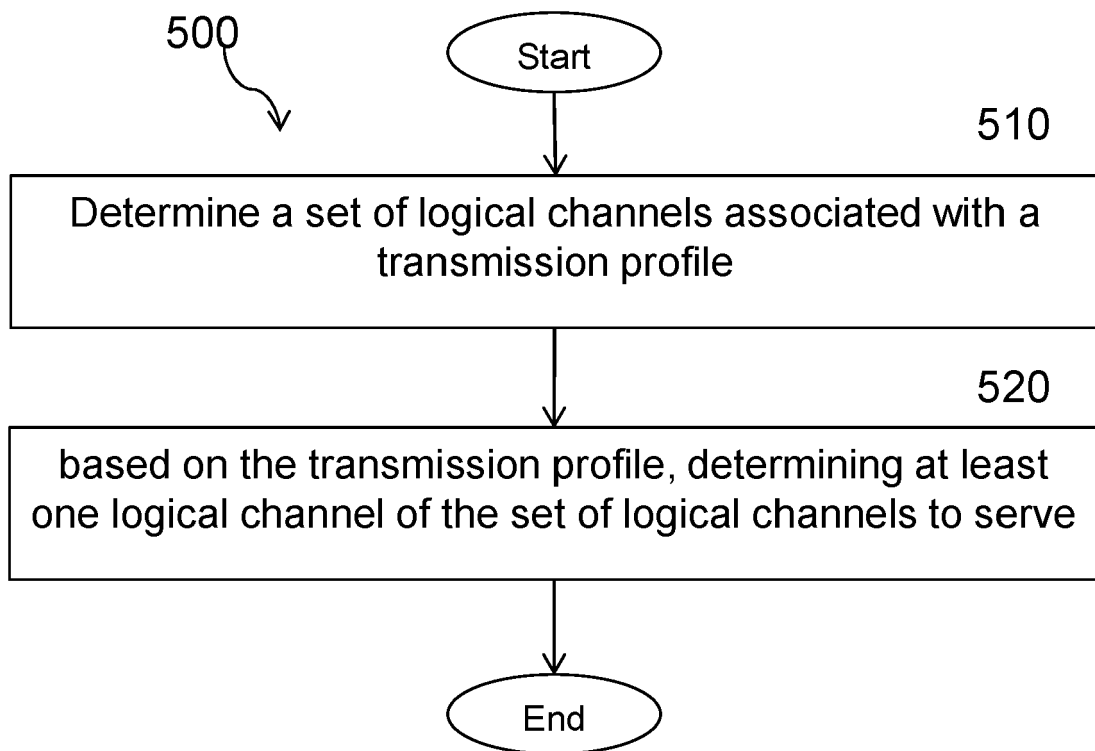 500
Start
510
Determine a set of logical channels associated with a
transmission profile
520
based on the transmission profile, determining at least
one logical channel of the set of logical channels to serve
End